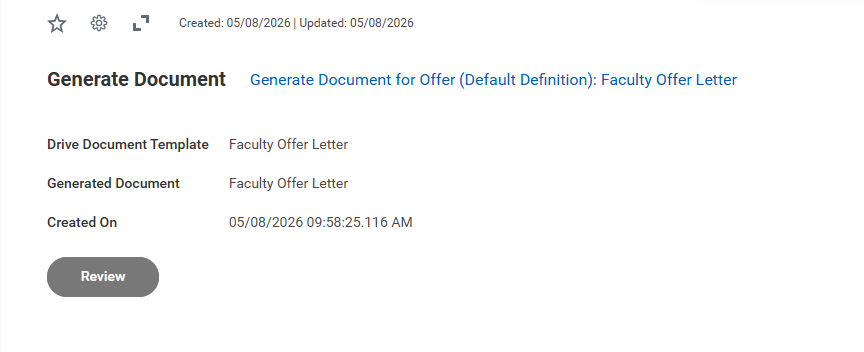 Created: 05/08/2026 | Updated: 05/08/2026
Generate Document Generate Document for Offer (Default Definition): Faculty Offer Letter
Drive Document Template Faculty Offer Letter
Generated Document Faculty Offer Letter
Created On 05/08/2026 09:58:25.116 AM
Review